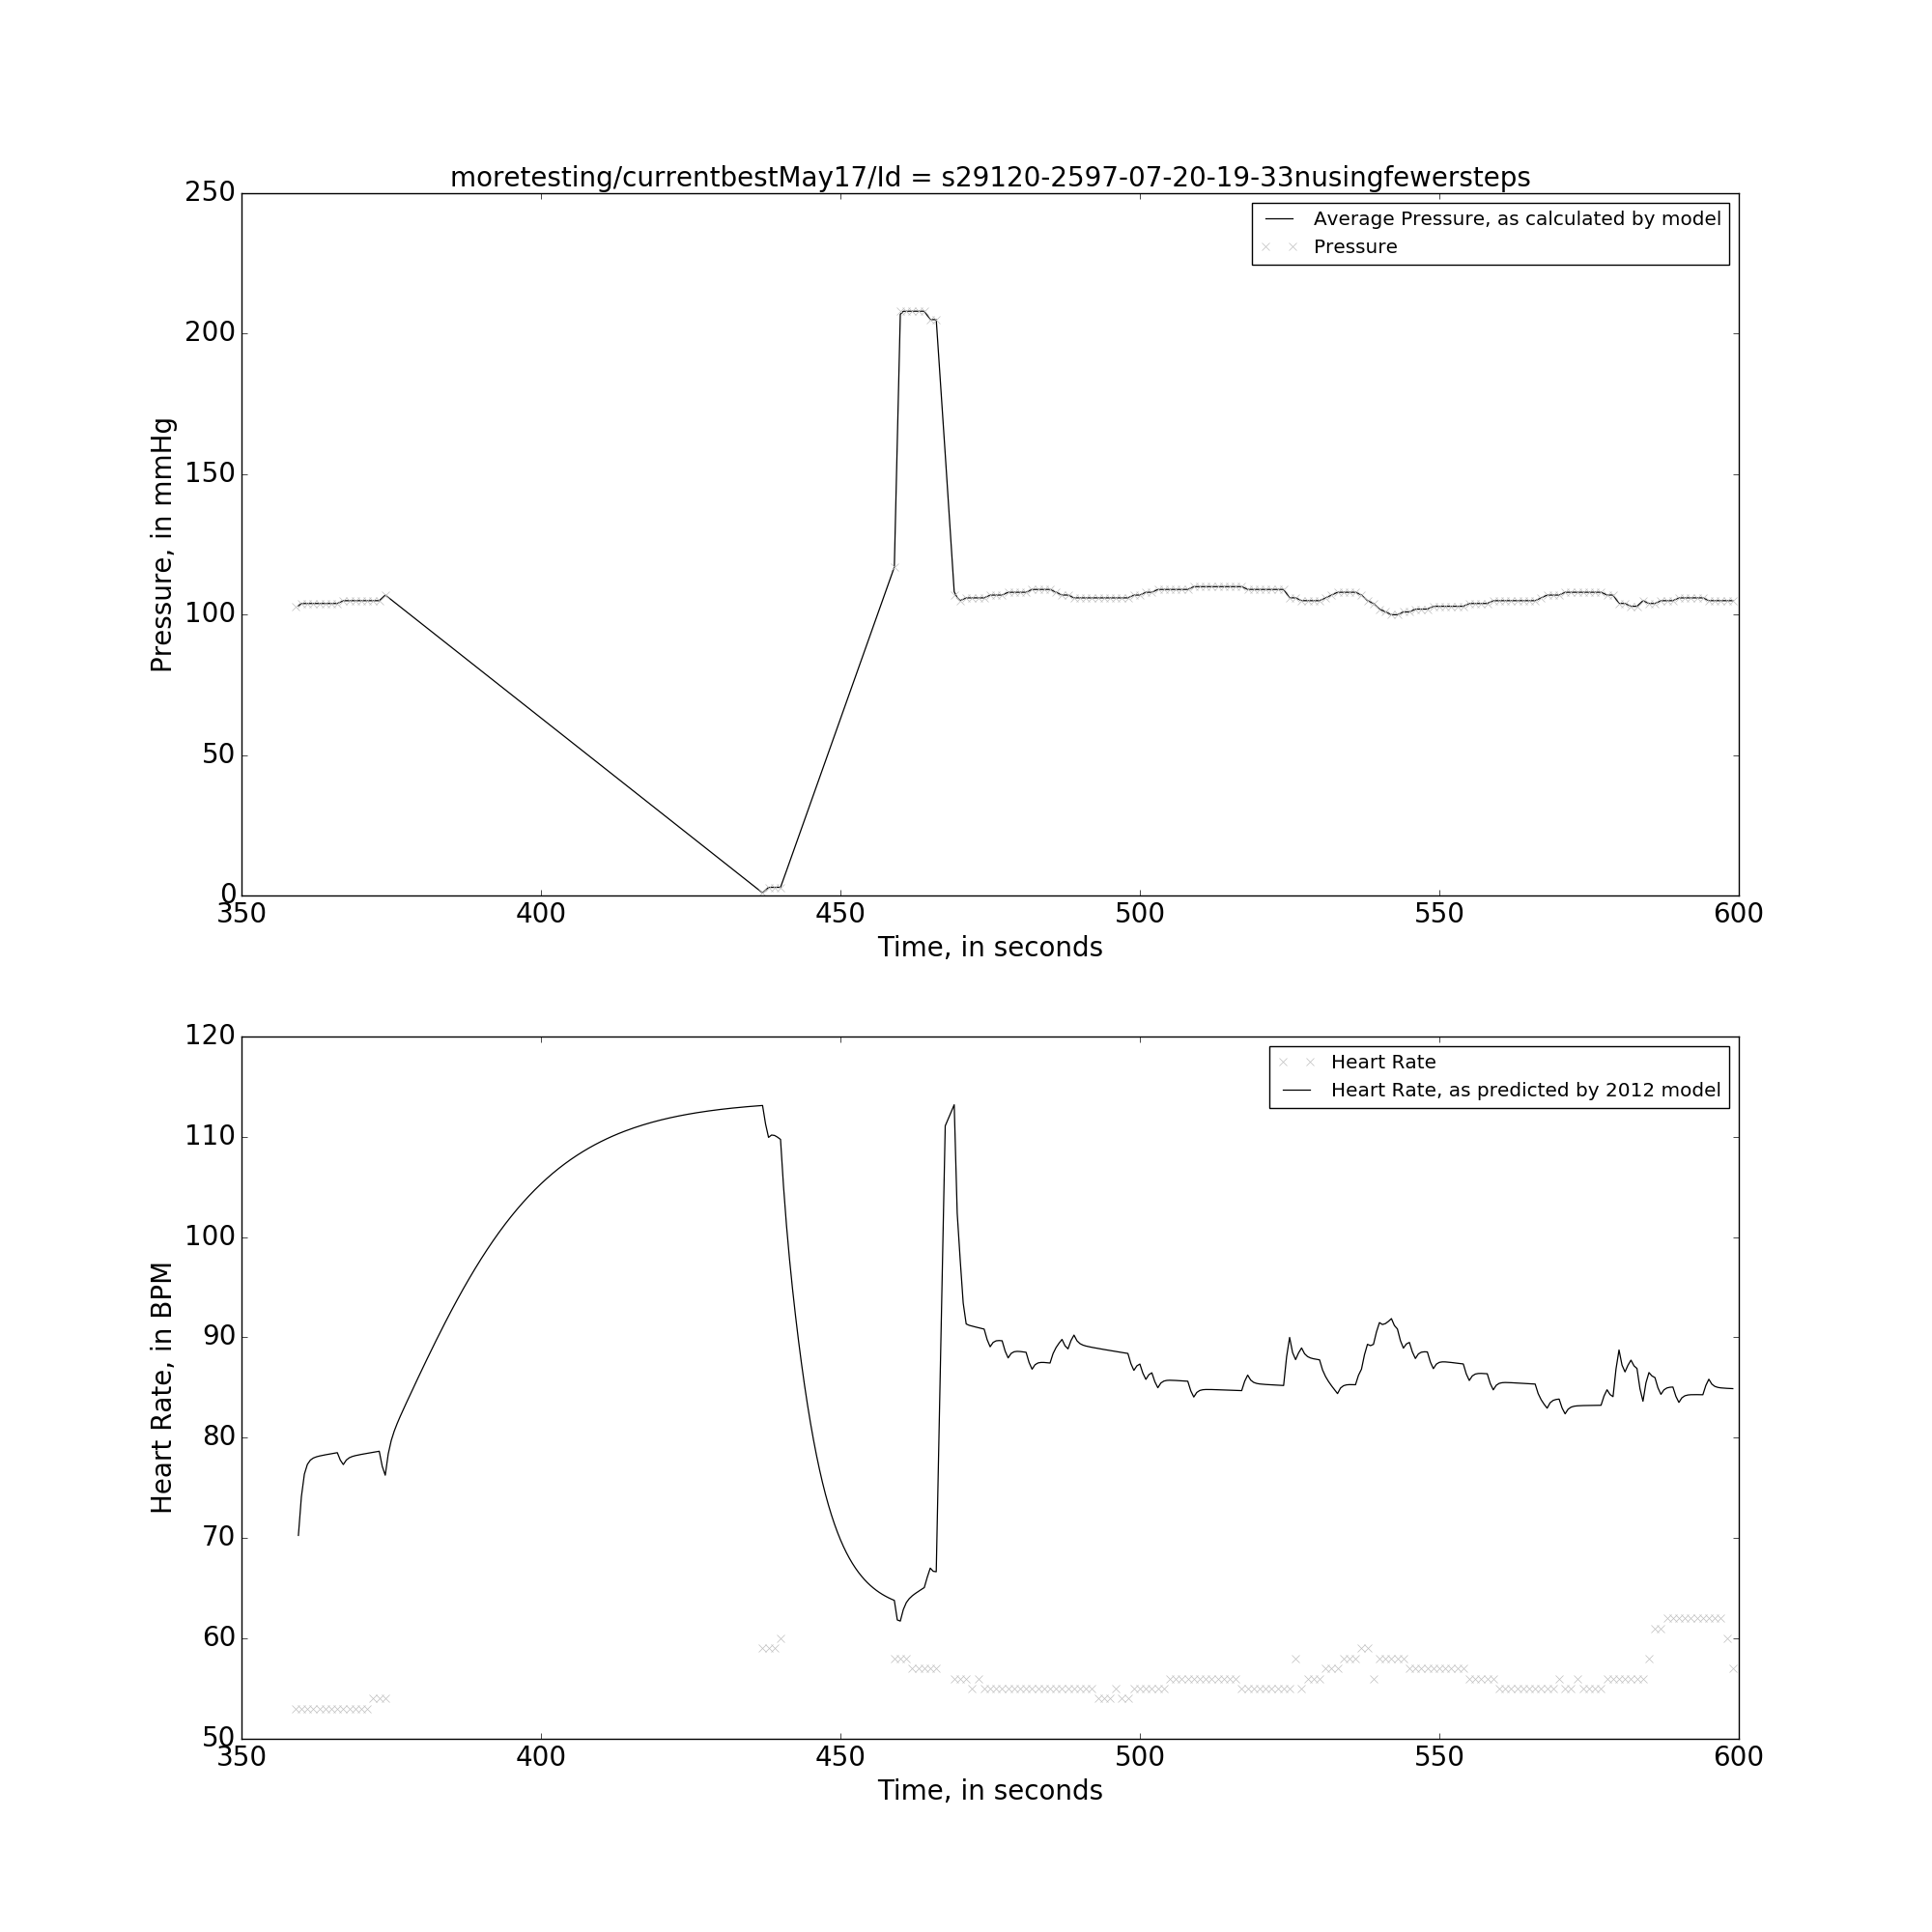 moretesting/currentbestMay17/Id = s29120-2597-07-20-19-33nusingfewersteps
250
200
150
100
50
0
Pressure, in mmHg
Average Pressure, as calculated by model
Pressure
350 400 450 500 550 600
Time, in seconds
120
110
100
90
80
70
60
50
Heart Rate, in BPM
Heart Rate
Heart Rate, as predicted by 2012 model
350 400 450 500 550 600
Time, in seconds